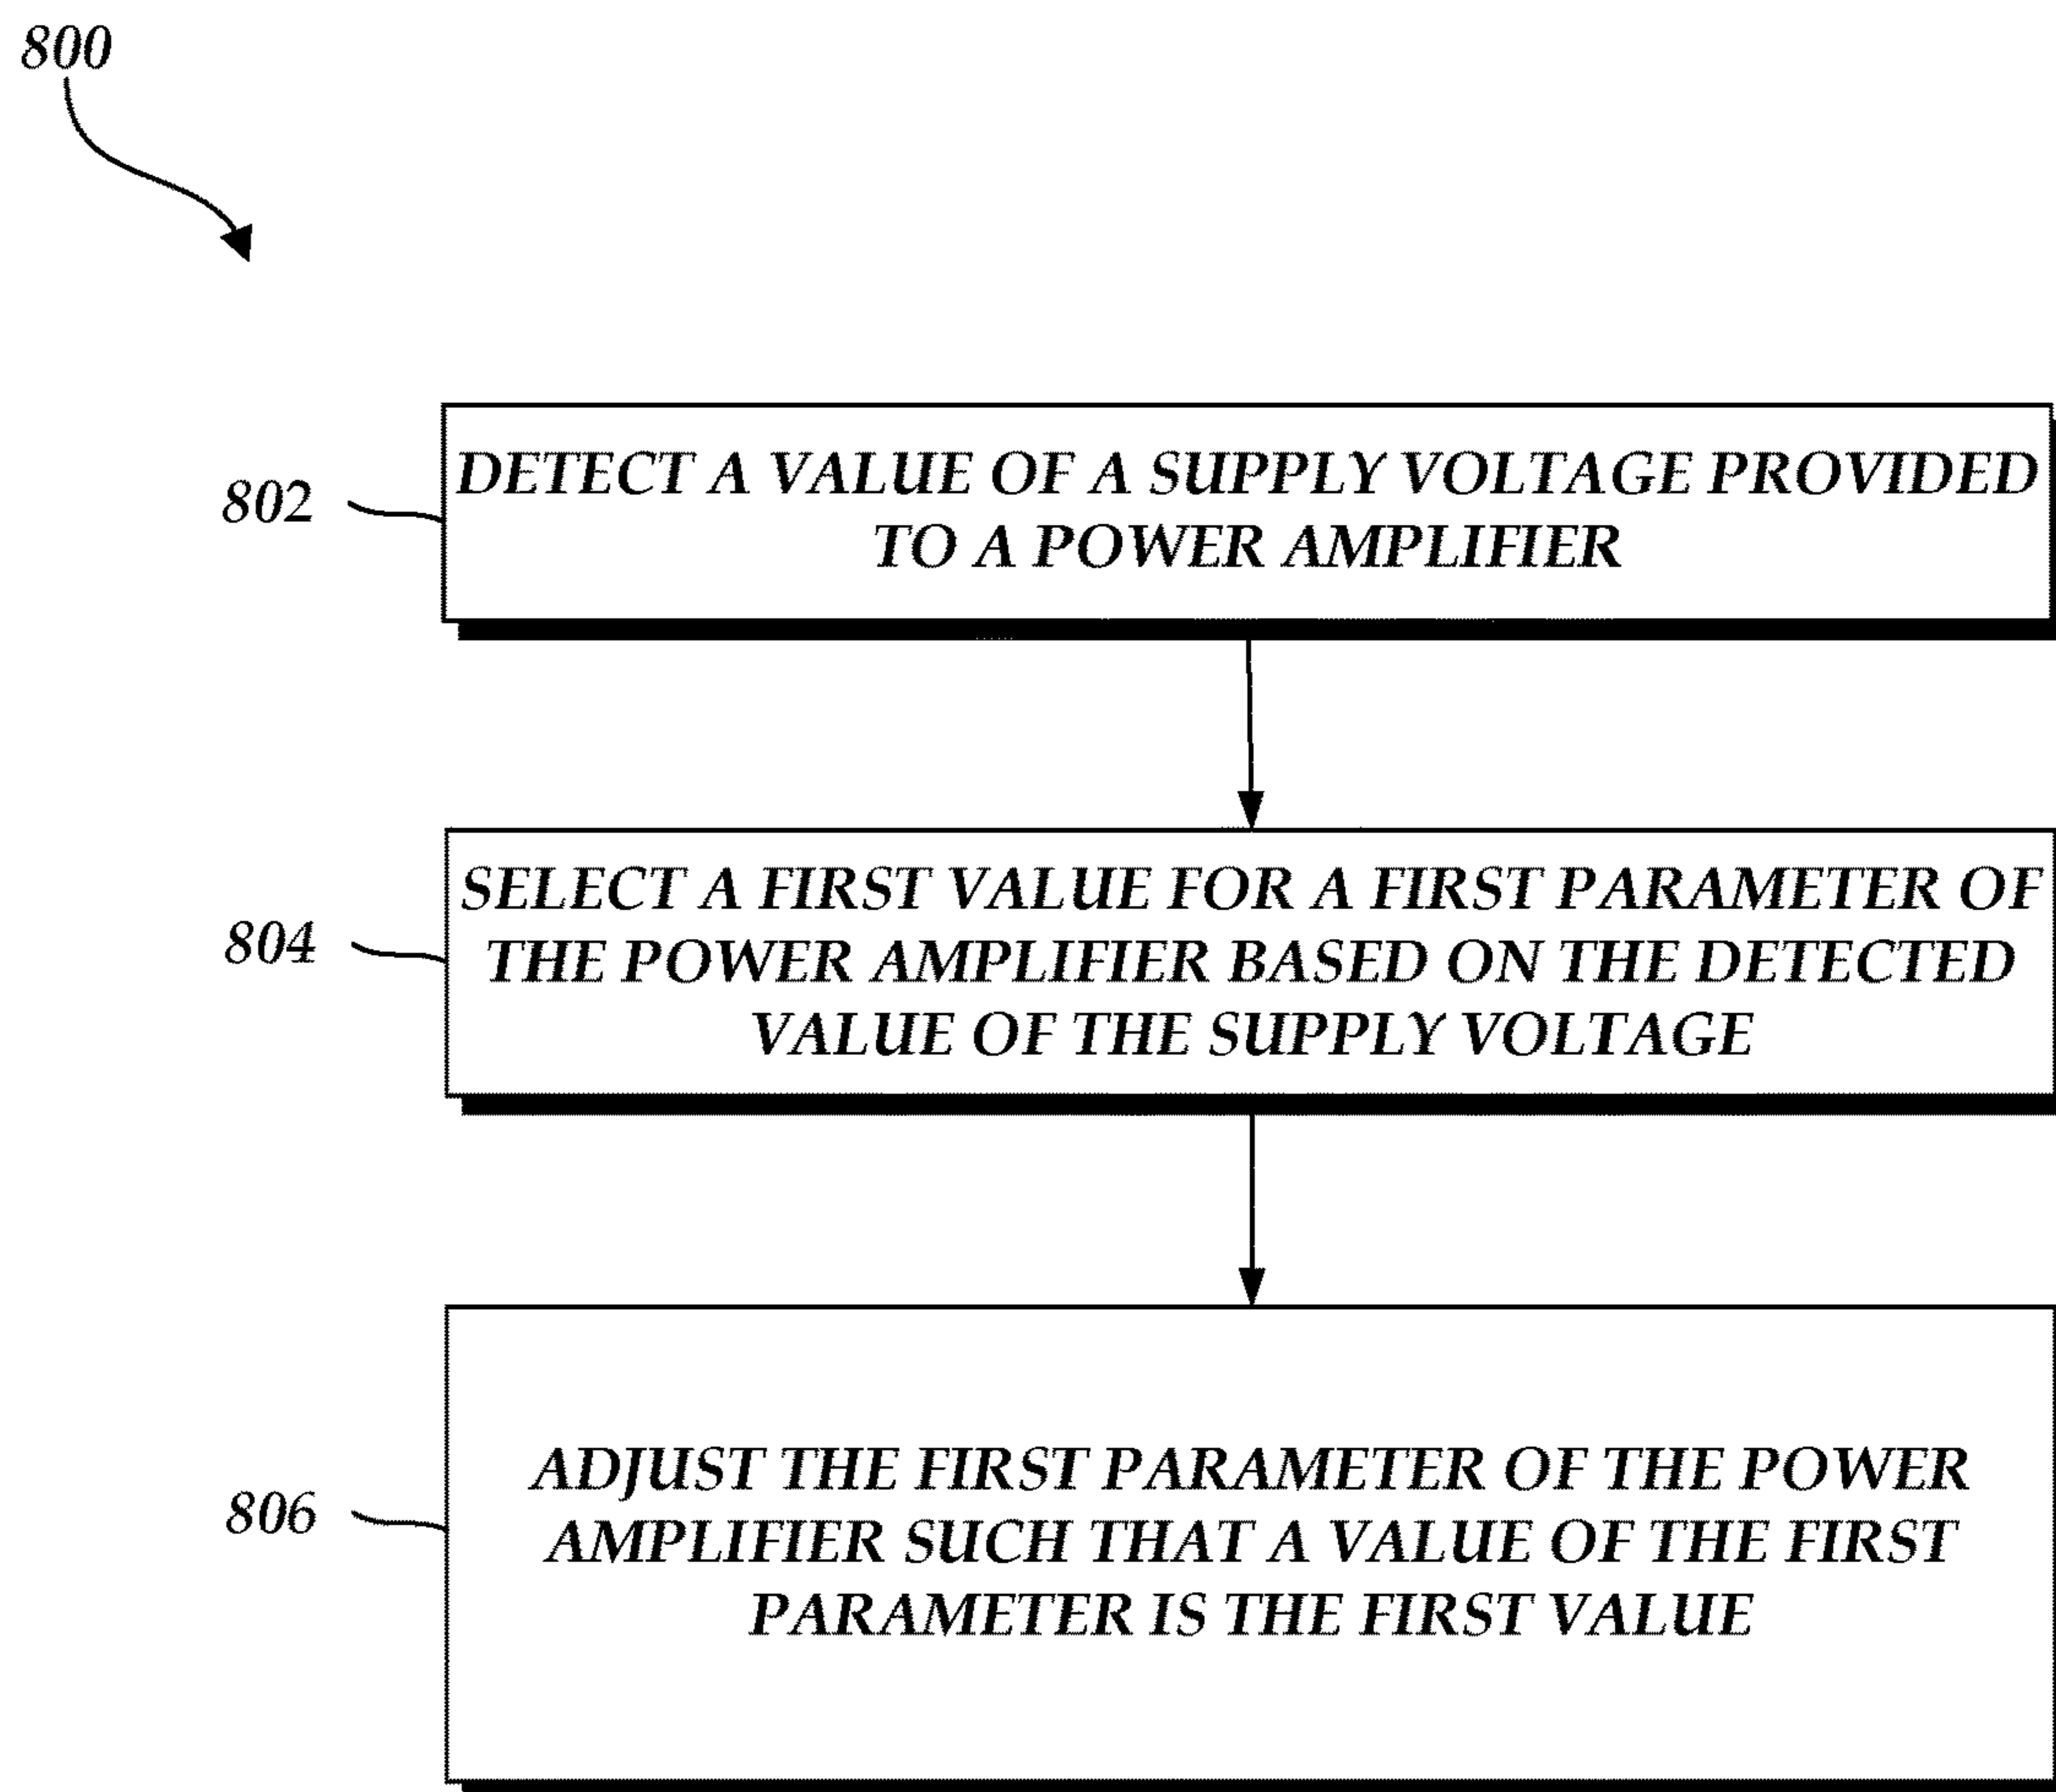 800
802
DETECT A VALUE OF A SUPPLY VOLTAGE PROVIDED
TO A POWER AMPLIFIER
804
SELECT A FIRST VALUE FOR A FIRST PARAMETER OF
THE POWER AMPLIFIER BASED ON THE DETECTED
VALUE OF THE SUPPLY VOLTAGE
806
ADJUST THE FIRST PARAMETER OF THE POWER
AMPLIFIER SUCH THAT A VALUE OF THE FIRST
PARAMETER IS THE FIRST VALUE